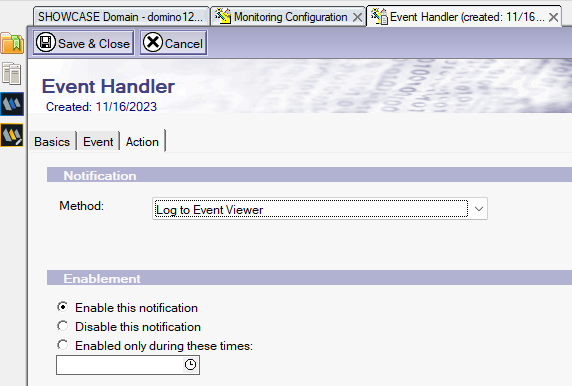 SHOWCASE Domain - domino12...
Monitoring Configuration
Event Handler (created: 11/16...
Save & Close
Cancel
Event Handler
Created: 11/16/2023
Basics
Event
Action
Notification
Method:
Log to Event Viewer
Enablement
Enable this notification
Disable this notification
Enabled only during these times: